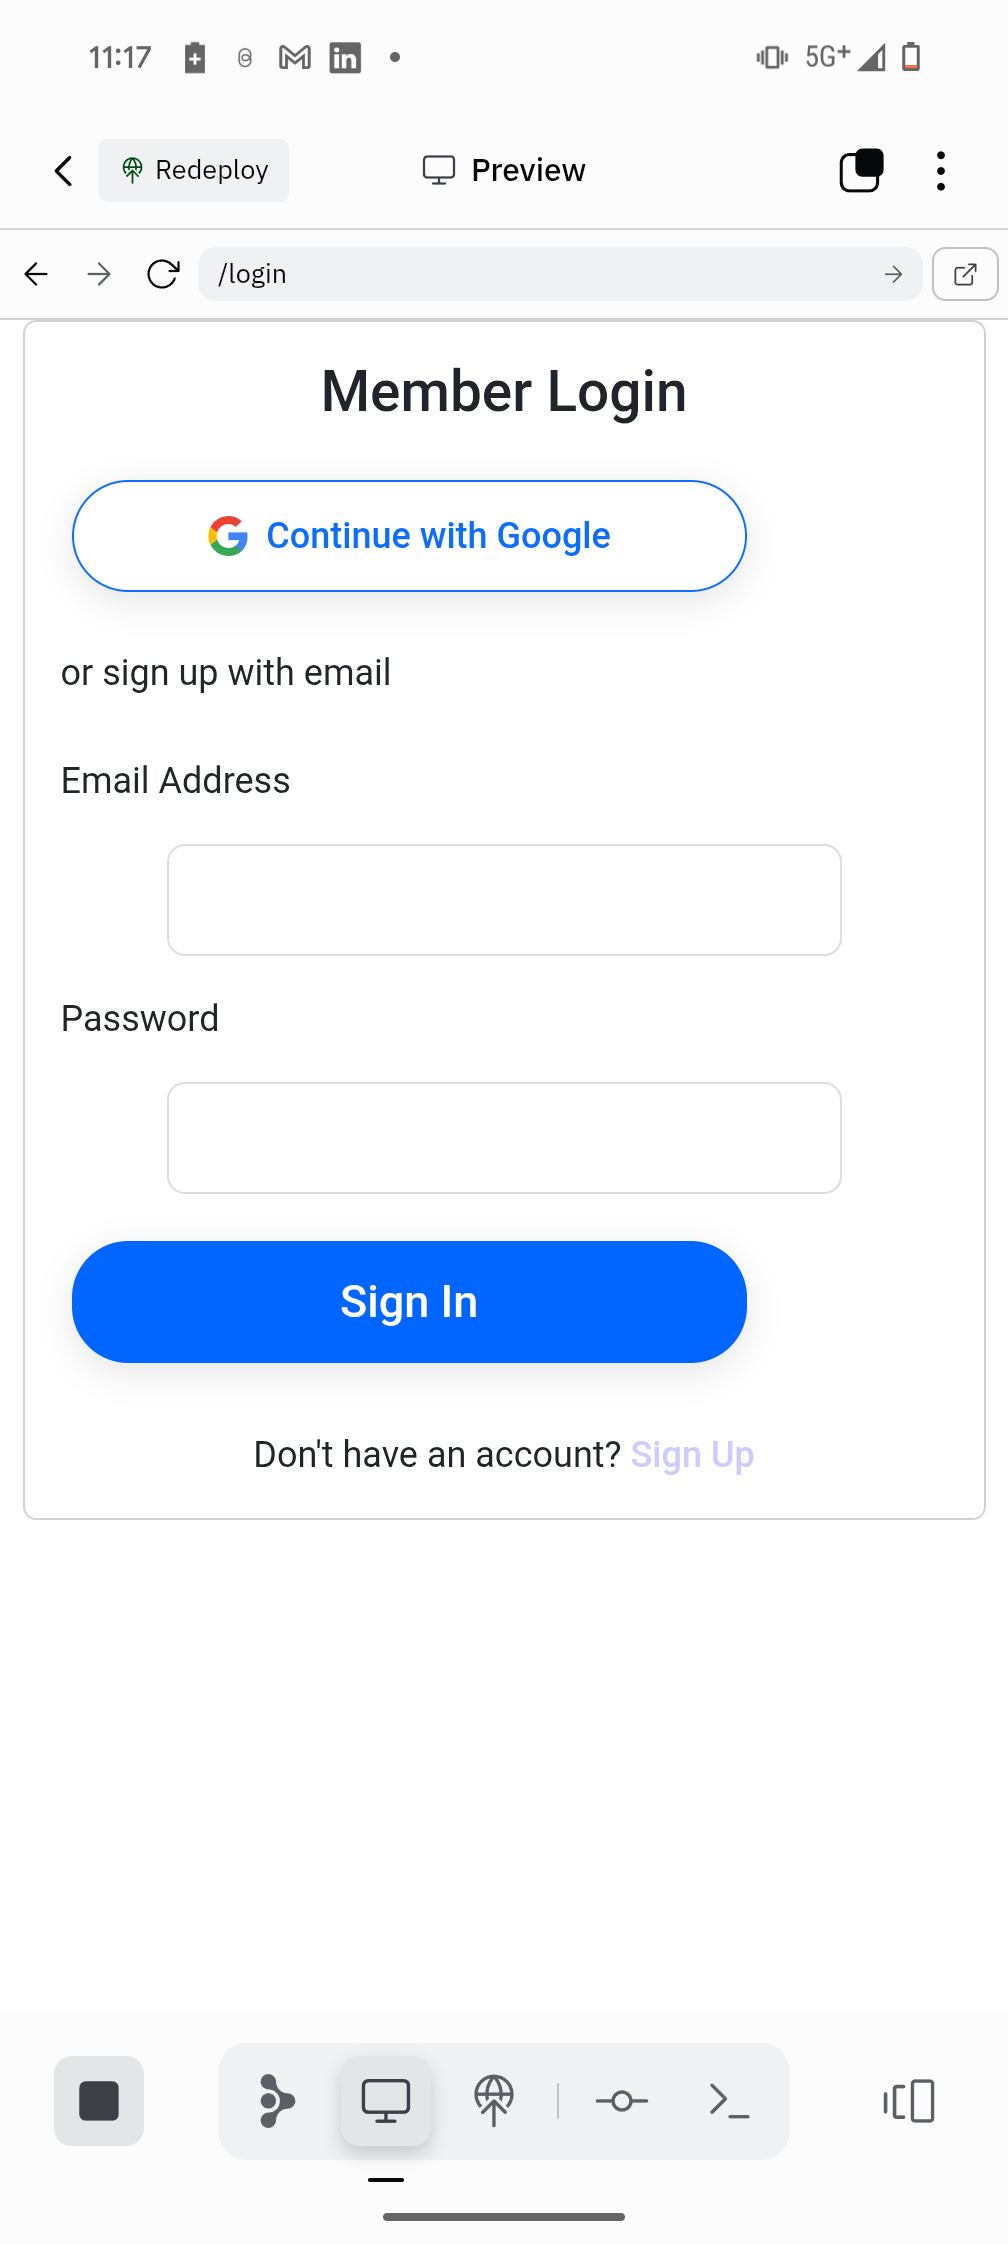 11:17
5G+
Redeploy
Preview
/login
Member Login
Continue with Google
or sign up with email
Email Address
Password
Sign In
Don't have an account? Sign Up